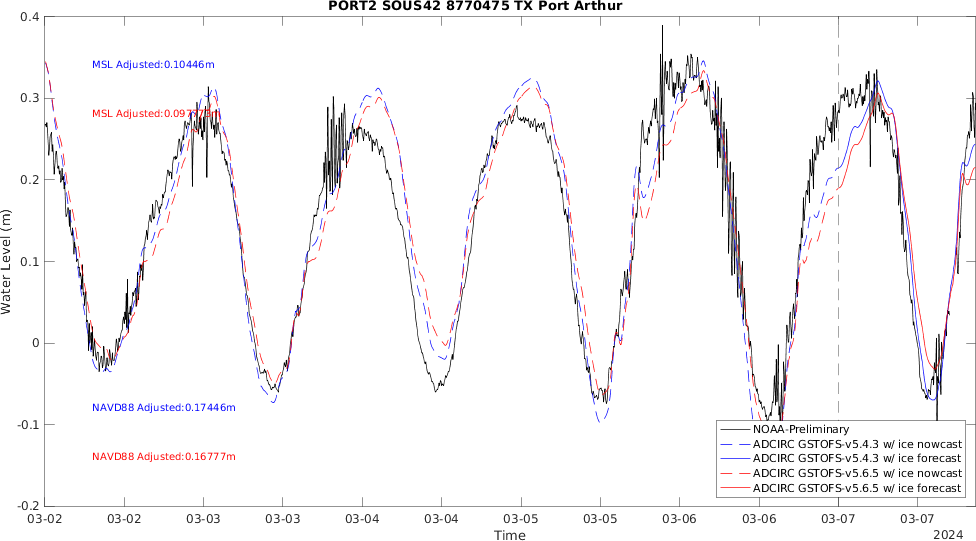 PORT2 SOUS42 8770475 TX Port Arthur
0.4
0.3
0.2
0.1
0
-0.1
-0.2
Water Level (m)
MSL Adjusted:0.10446m
MSL
NAVD88 Adjusted:0.17446m
NAVD88 Adjusted:0.16777m
NOAA-Preliminary
ADCIRC GSTOFS-v5.4.3 w/ ice nowcast
ADCIRC GSTOFS-v5.4.3 w/ ice forecast
ADCIRC GSTOFS-v5.6.5 w/ ice nowcast
ADCIRC GSTOFS-v5.6.5 w/ ice forecast
03-02 03-02 03-03 03-03 03-04 03-04 03-05 03-05 03-06 03-06 03-07 03-07
Time
2024